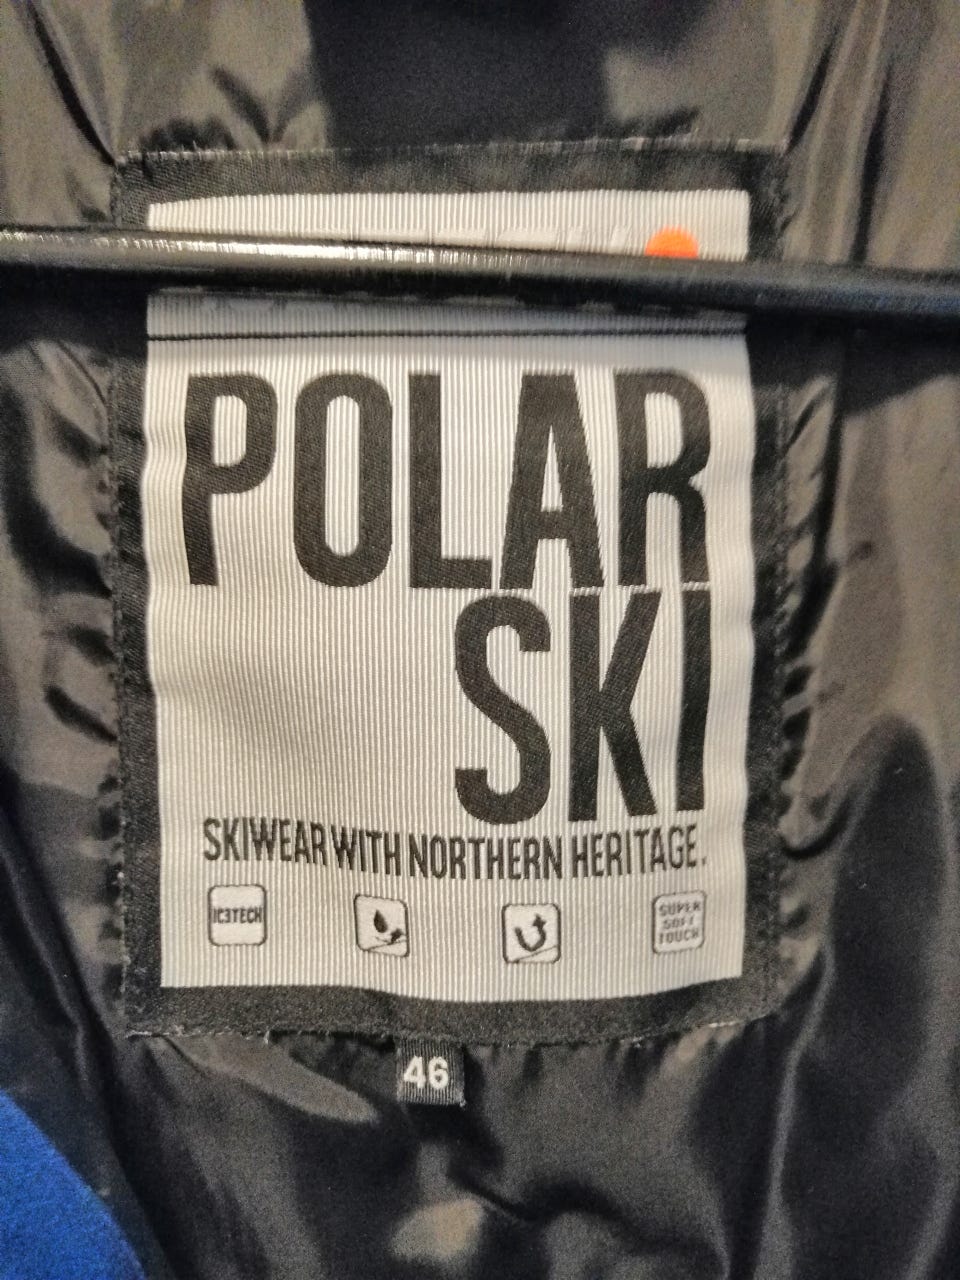 POLAR
SKI
SKIWEAR WITH NORTHERN HERITAGE.
IC3TECH
SUPER
SOFT
TOUCH
46